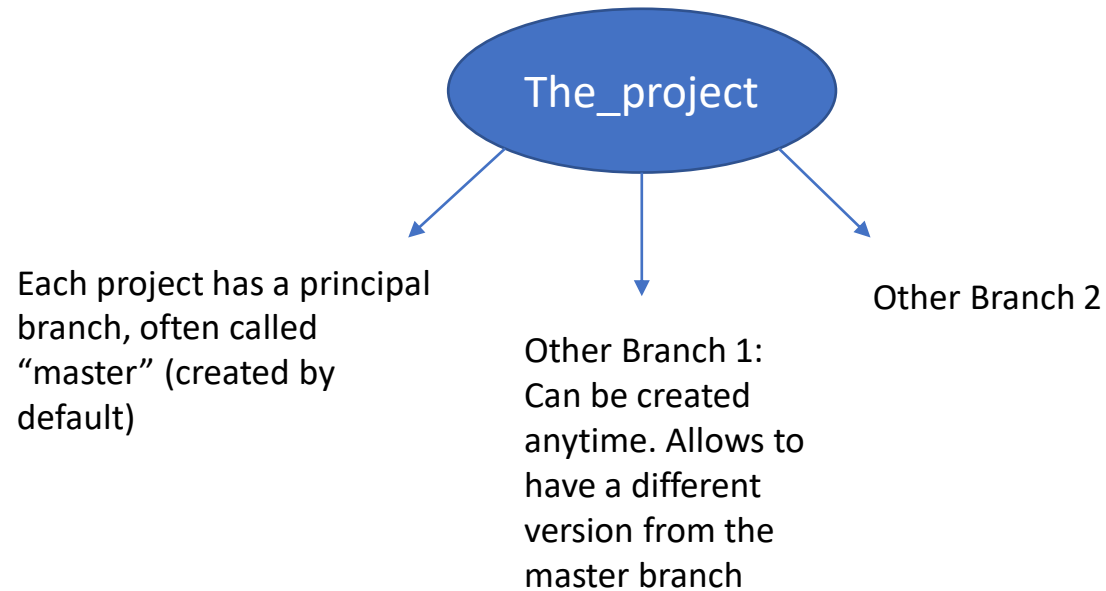 The_project
Each project has a principal
branch, often called
“master” (created by
default)
Other Branch 1:
Can be created
anytime. Allows to
have a different
version from the
master branch
Other Branch 2